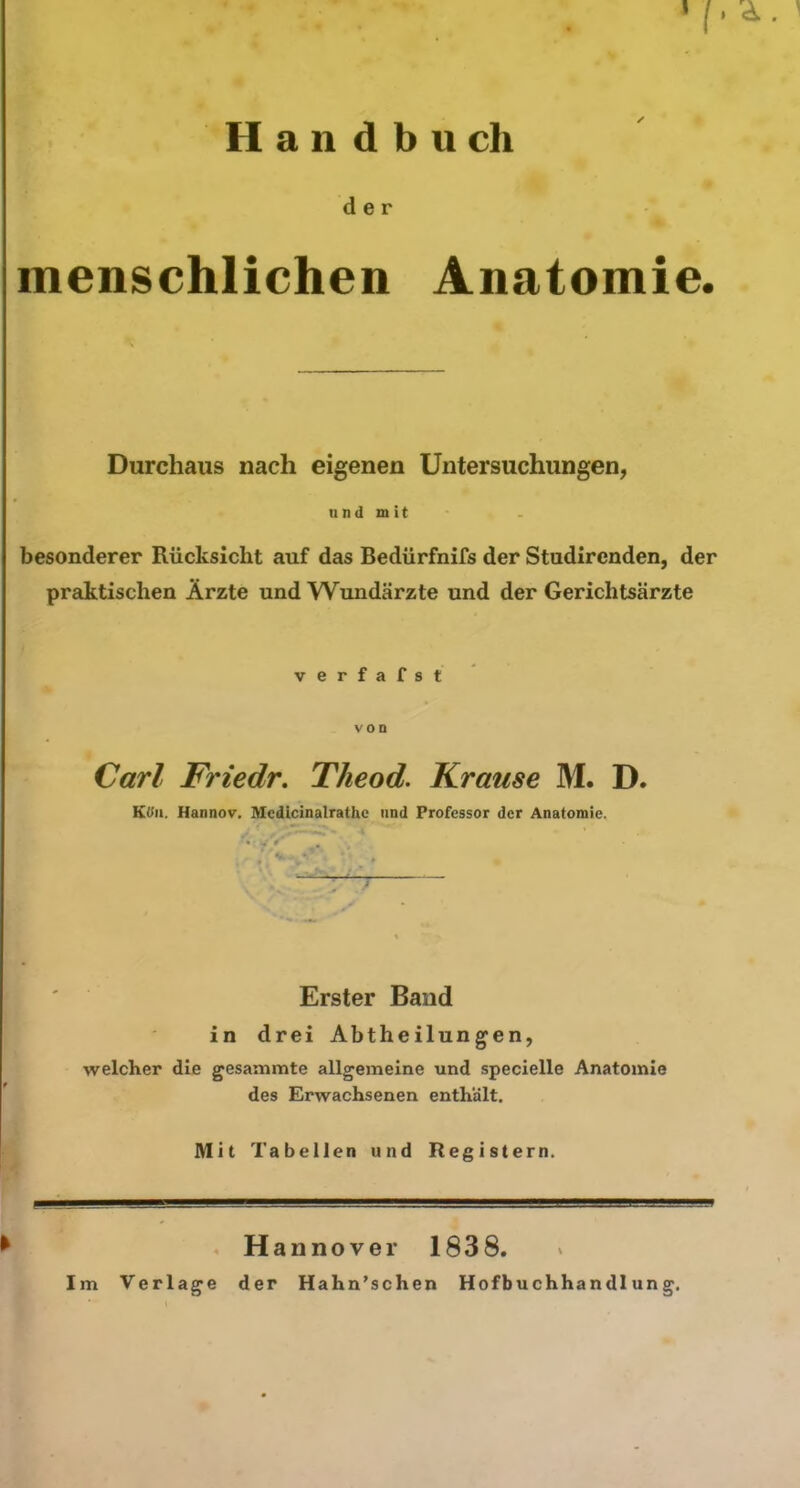 Handbuch
der
menschlichen Anatomie.
Durchaus nach eigenen Untersuchungen,
und mit
besonderer Rücksicht auf das Bedürfnifs der Studirenden, der
praktischen Ärzte und Wundärzte und der Gerichtsärzte
verfafst
von
Carl Friedr. Theod. Krause M. D.
Kön. Hannov. Medicinalrathe und Professor der Anatomie.
Erster Band
in drei Abtheilungen,
welcher die gesammte allgemeine und specielle Anatomie
des Erwachsenen enthält.
Mit Tabellen und Registern.
Hannover 1838.
Im Verlage der Hahn'schen Hofbuchhandlung.